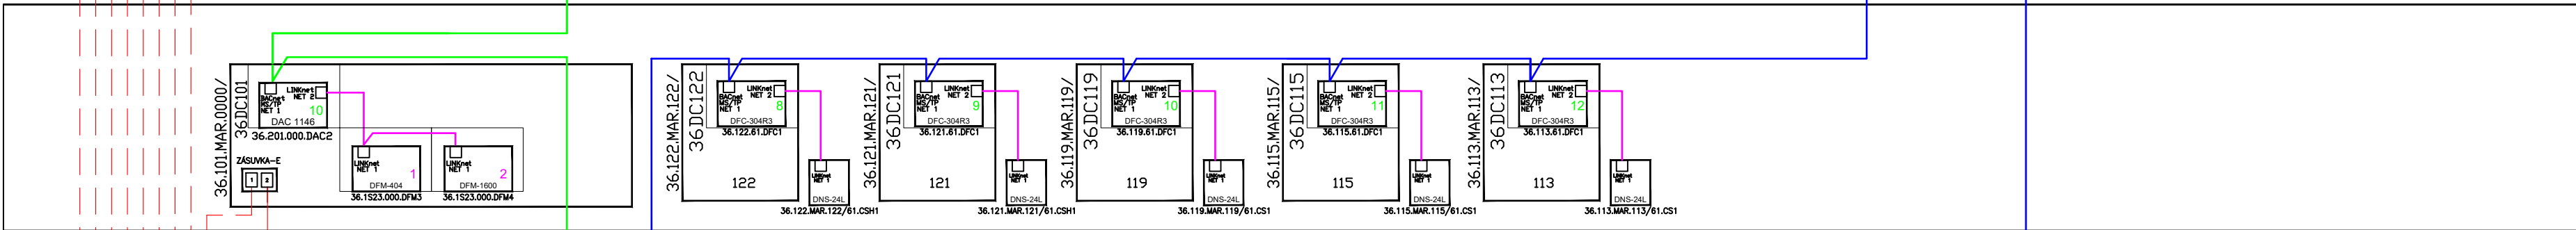 36.101.MAR.0000/
36DC101
BACnet
MS/TP
NET 1
LINKnet
NET 2
10
DAC 1146
36.201.000.DAC2
ZÁSUVKA-E
1 2
LINKnet
NET 1
1
DFM-404
36.1S23.000.DFM3
LINKnet
NET 1
2
DFM-1600
36.1S23.000.DFM4
36.122.MAR.122/
36DC122
BACnet
MS/TP
NET 1
LINKnet
NET 2
8
DFC-304R3
36.122.61.DFC1
122
LINKnet
NET 1
DNS-24L
36.122.MAR.122/61.CSH1
36.121.MAR.121/
36DC121
BACnet
MS/TP
NET 1
LINKnet
NET 2
9
DFC-304R3
36.121.61.DFC1
121
LINKnet
NET 1
DNS-24L
36.121.MAR.121/61.CSH1
36.119.MAR.119/
36DC119
BACnet
MS/TP
NET 1
LINKnet
NET 2
10
DFC-304R3
36.119.61.DFC1
119
LINKnet
NET 1
DNS-24L
36.119.MAR.119/61.CS1
36.115.MAR.115/
36DC115
BACnet
MS/TP
NET 1
LINKnet
NET 2
11
DFC-304R3
36.115.61.DFC1
115
LINKnet
NET 1
DNS-24L
36.115.MAR.115/61.CS1
36.113.MAR.113/
36DC113
BACnet
MS/TP
NET 1
LINKnet
NET 2
12
DFC-304R3
36.113.61.DFC1
113
LINKnet
NET 1
DNS-24L
36.113.MAR.113/61.CS1